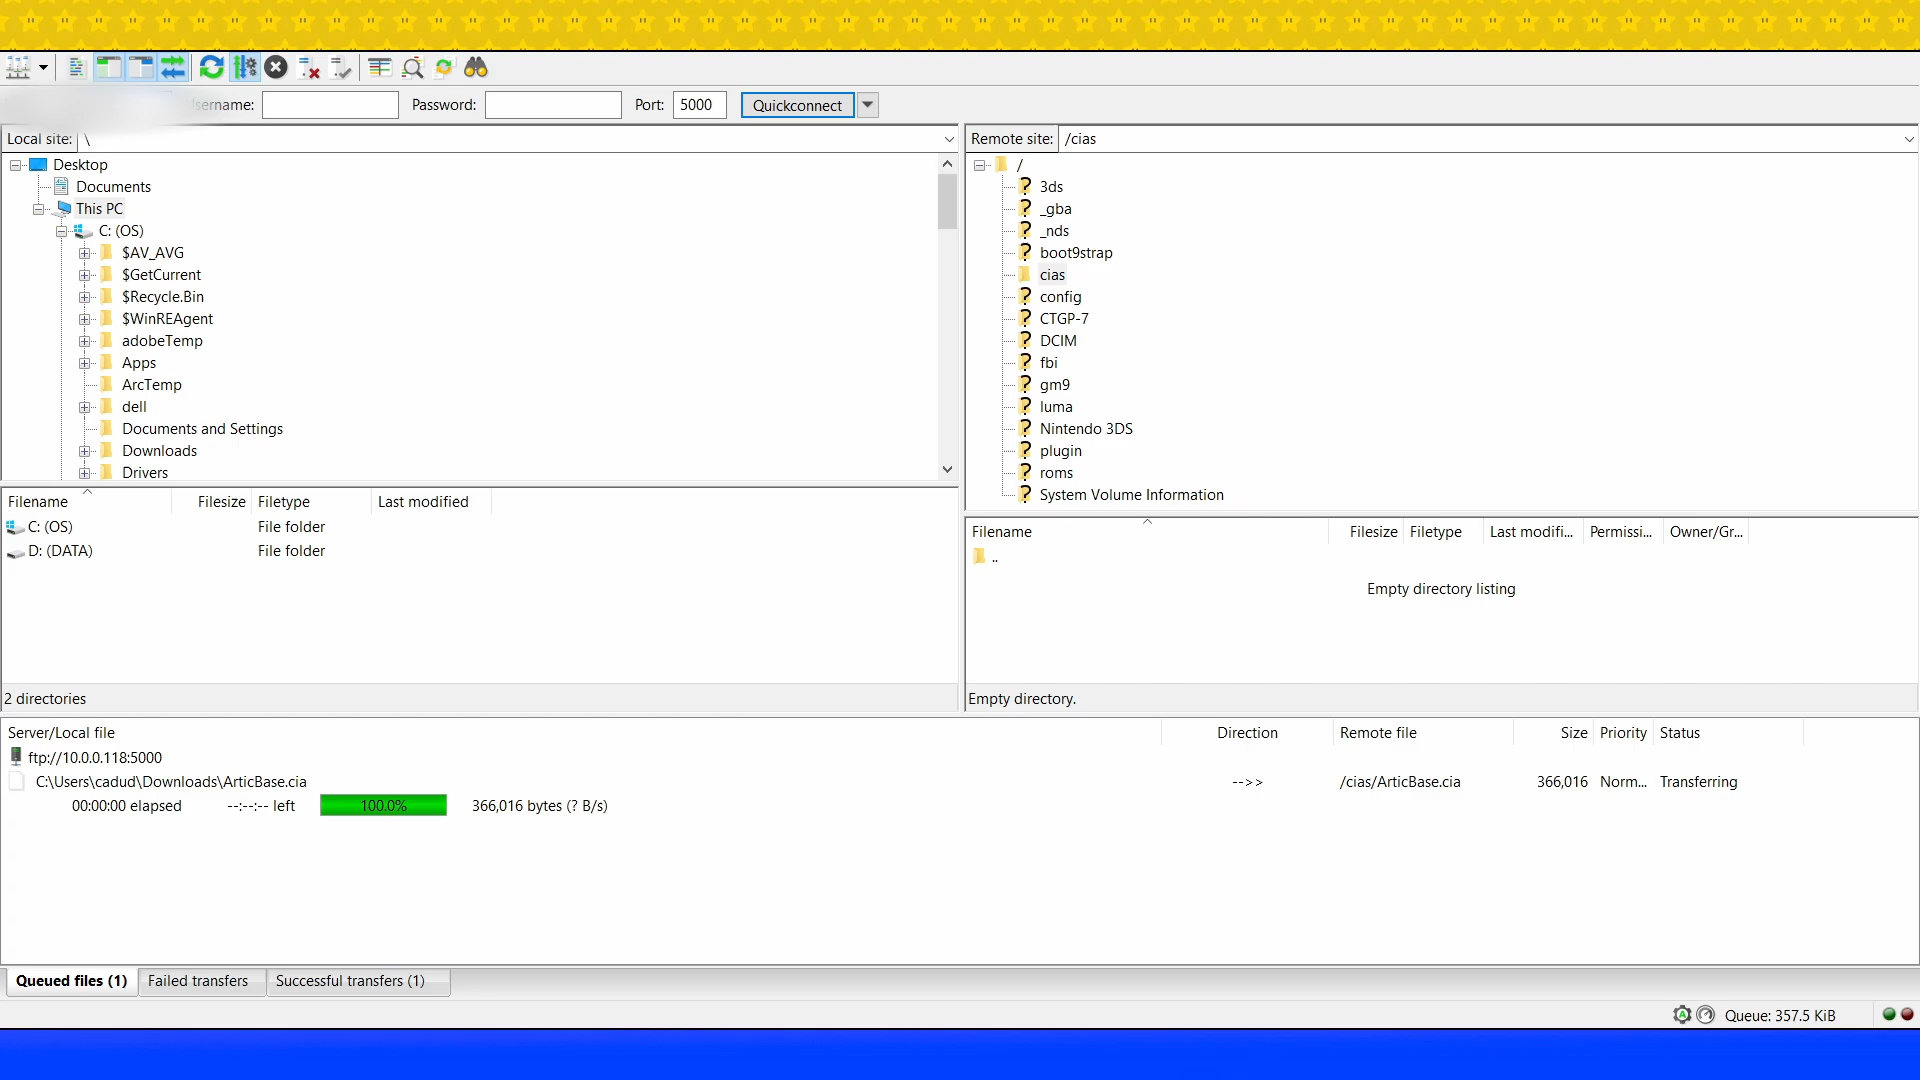 Username: Password: Port: 5000 Quickconnect
Local site: \
Desktop
Documents
This PC
C: (OS)
$AV_AVG
$GetCurrent
$Recycle.Bin
$WinREAgent
adobeTemp
Apps
ArcTemp
dell
Documents and Settings
Downloads
Drivers
Filename Filesize Filetype Last modified
C: (OS) File folder
D: (DATA) File folder
2 directories
Remote site: /cias
/
3ds
_gba
_nds
boot9strap
cias
config
CTGP-7
DCIM
fbi
gm9
luma
Nintendo 3DS
plugin
roms
System Volume Information
Filename Filesize Filetype Last modifi... Permissi... Owner/Gr...
..
Empty directory listing
Empty directory.
Server/Local file Direction Remote file Size Priority Status
ftp://10.0.0.118:5000
C:\Users\cadud\Downloads\ArticBase.cia -->> /cias/ArticBase.cia 366,016 Norm... Transferring
00:00:00 elapsed --:--:-- left 100.0% 366,016 bytes (? B/s)
Queued files (1) Failed transfers Successful transfers (1)
Queue: 357.5 KiB